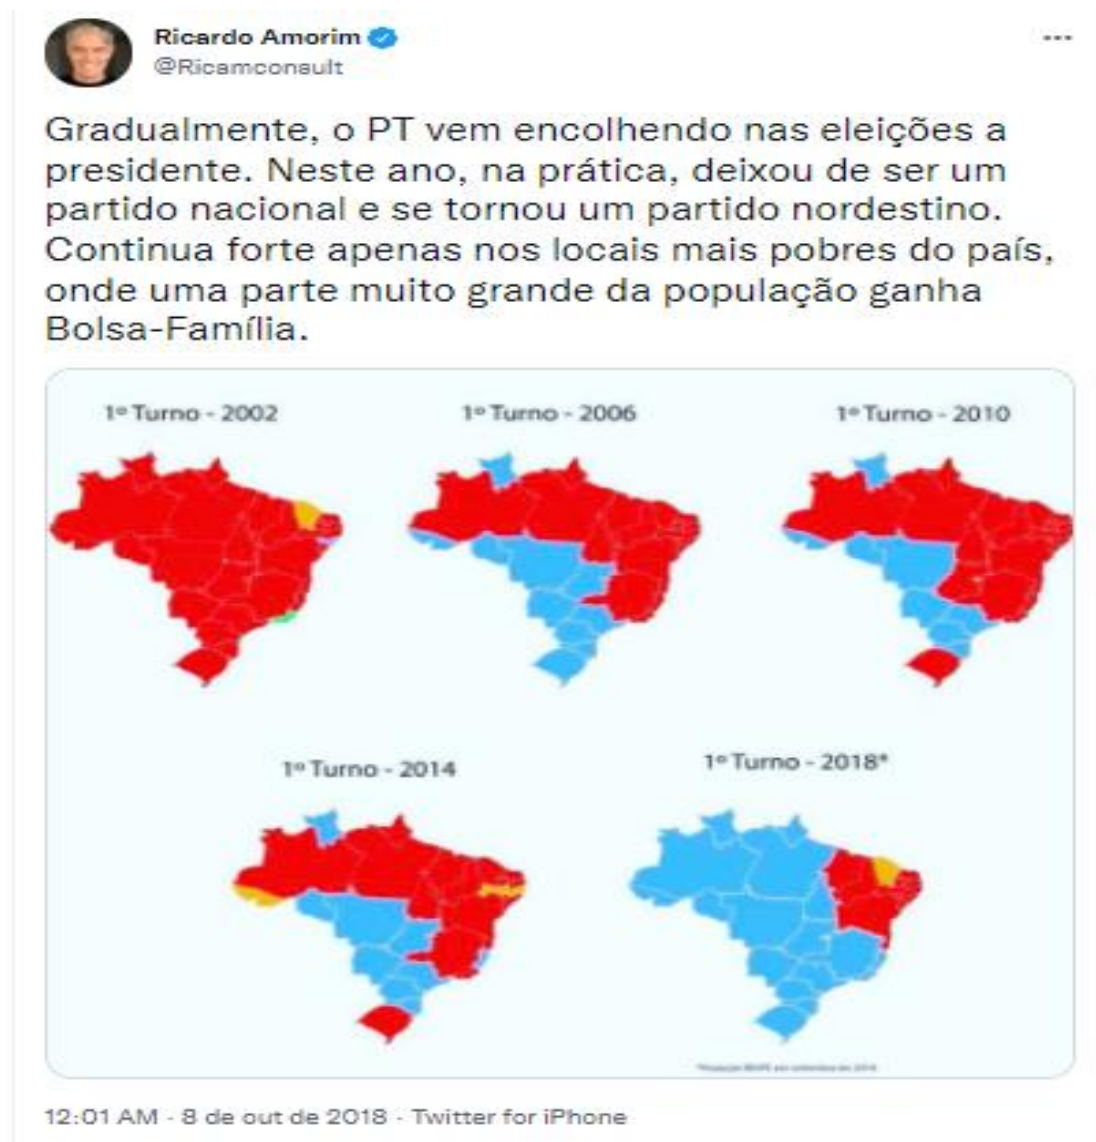 Ricardo Amorim
@Ricamconsult
Gradualmente, o PT vem encolhendo nas eleições a
presidente. Neste ano, na prática, deixou de ser um
partido nacional e se tornou um partido nordestino.
Continua forte apenas nos locais mais pobres do país,
onde uma parte muito grande da população ganha
Bolsa-Família.
1º Turno - 2002
1º Turno - 2006
1º Turno - 2010
1º Turno - 2014
1º Turno - 2018*
12:01 AM · 8 de out de 2018 · Twitter for iPhone